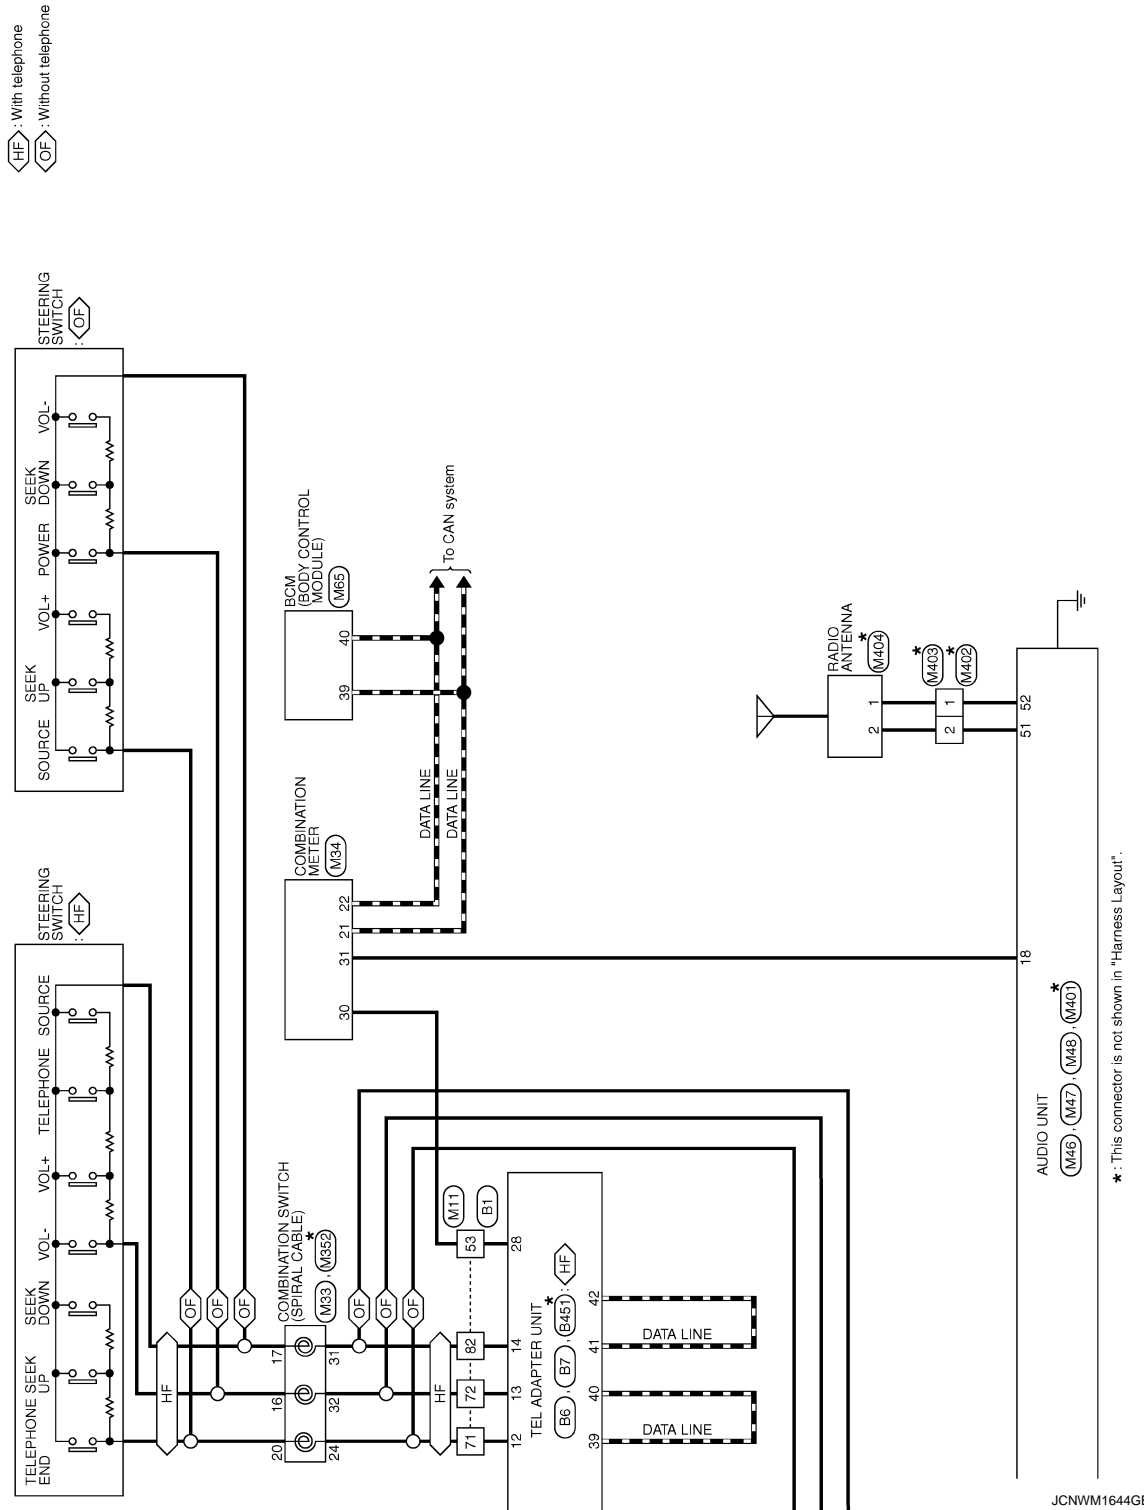 HF : With telephone
OF : Without telephone
STEERING
SWITCH
: OF
SOURCE
SEEK
UP
VOL+
POWER
SEEK
DOWN
VOL-
STEERING
SWITCH
: HF
TELEPHONE
END
SEEK
UP
SEEK
DOWN
VOL-
VOL+
TELEPHONE
SOURCE
HF
OF
OF
OF
COMBINATION SWITCH
(SPIRAL CABLE)
M33 , M352 *
20 16 17
24 32 31
OF
OF
OF
HF
71 72 82 53
M11
B1
12 13 14 28
TEL ADAPTER UNIT
B6 , B7 , B451 * : HF
39 40 41 42
DATA LINE
DATA LINE
COMBINATION
METER
M34
30 31 21 22
DATA LINE
DATA LINE
BCM
(BODY CONTROL
MODULE)
M65
39 40
To CAN system
RADIO
ANTENNA
M404 *
2 1
M403 *
M402 *
2 1
51 52
18
AUDIO UNIT
M46 , M47 , M48 , M401 *
* : This connector is not shown in "Harness Layout".